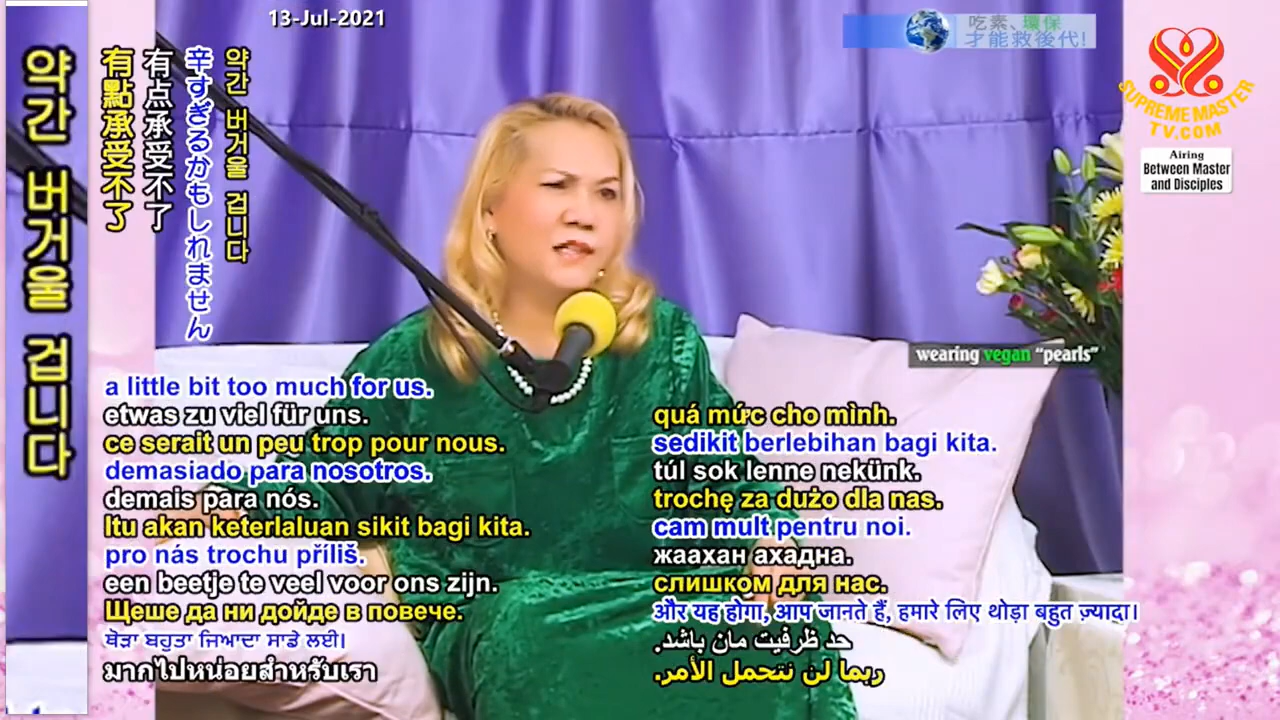 13-Jul-2021
吃素、環保
才能救後代!
SUPREME MASTER
TV.COM
Airing
Between Master
and Disciples
약간 버거울 겁니다
有點承受不了
有点承受不了
辛すぎるかもしれません
약간 버거울 겁니다
wearing vegan "pearls"
a little bit too much for us.
etwas zu viel für uns.
ce serait un peu trop pour nous.
demasiado para nosotros.
demais para nós.
Itu akan keterlaluan sikit bagi kita.
pro nás trochu příliš.
een beetje te veel voor ons zijn.
Щеше да ни дойде в повече.
ਥੋੜਾ ਬਹੁਤਾ ਜਿਆਦਾ ਸਾਡੇ ਲਈ।
มากไปหน่อยสำหรับเรา
quá mức cho mình.
sedikit berlebihan bagi kita.
túl sok lenne nekünk.
trochę za dużo dla nas.
cam mult pentru noi.
жаахан ахадна.
слишком для нас.
और यह होगा, आप जानते हैं, हमारे लिए थोड़ा बहुत ज़्यादा।
حد ظرفیت مان باشد.
ربما لن نتحمل الأمر.